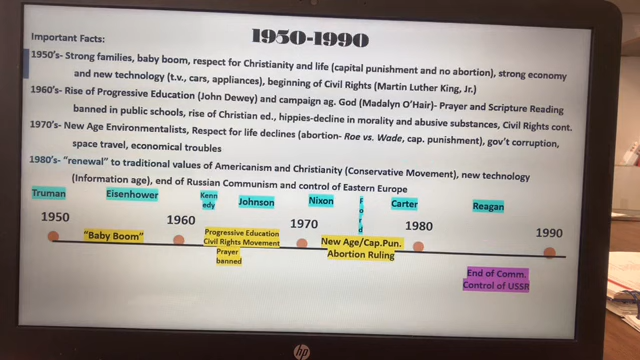 1950-1990
Important Facts:
1950's- Strong families, baby boom, respect for Christianity and life (capital punishment and no abortion), strong economy
and new technology (t.v., cars, appliances), beginning of Civil Rights (Martin Luther King, Jr.)
1960's- Rise of Progressive Education (John Dewey) and campaign ag. God (Madalyn O'Hair)- Prayer and Scripture Reading
banned in public schools, rise of Christian ed., hippies-decline in morality and abusive substances, Civil Rights cont.
1970's- New Age Environmentalists, Respect for life declines (abortion- Roe vs. Wade, cap. punishment), gov't corruption,
space travel, economical troubles
1980's- "renewal" to traditional values of Americanism and Christianity (Conservative Movement), new technology
(Information age), end of Russian Communism and control of Eastern Europe
Truman Eisenhower Kenn
edy Johnson Nixon F
o
r
d Carter Reagan
1950 1960 1970 1980 1990
"Baby Boom" Progressive Education
Civil Rights Movement
Prayer
banned
New Age/Cap.Pun.
Abortion Ruling
End of Comm.
Control of USSR
hp